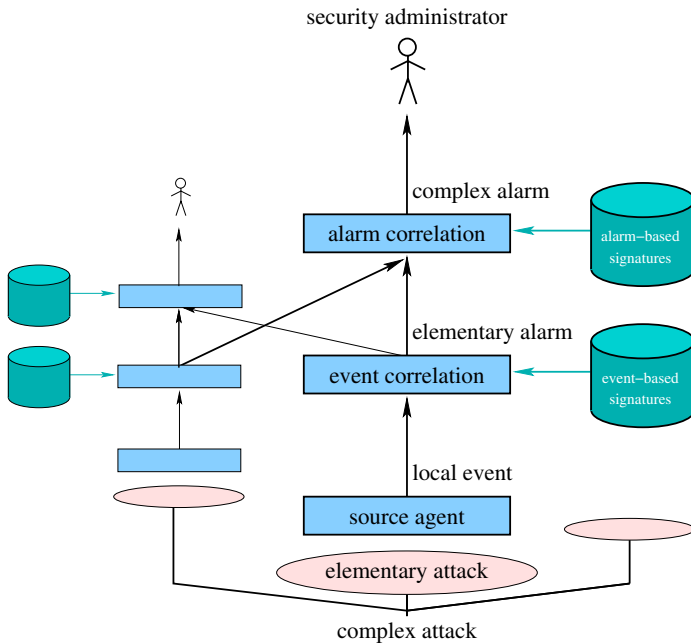 security administrator
complex alarm
alarm correlation
alarm−based
signatures
elementary alarm
event correlation
event−based
signatures
local event
source agent
elementary attack
complex attack